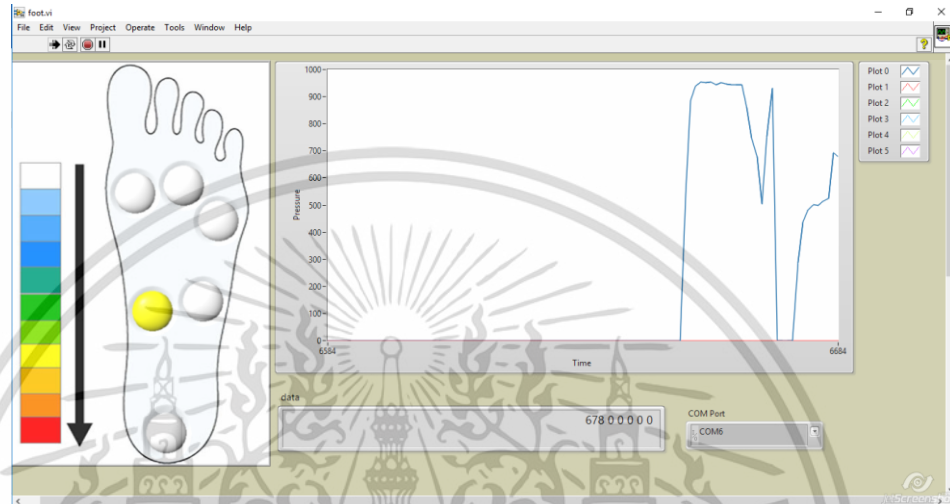 foot.vi
File Edit View Project Operate Tools Window Help
Plot 0
Plot 1
Plot 2
Plot 3
Plot 4
Plot 5
1000
900
800
700
600
500
400
300
200
100
0
Pressure
6584 6684
Time
data
678 0 0 0 0 0
COM Port
COM6